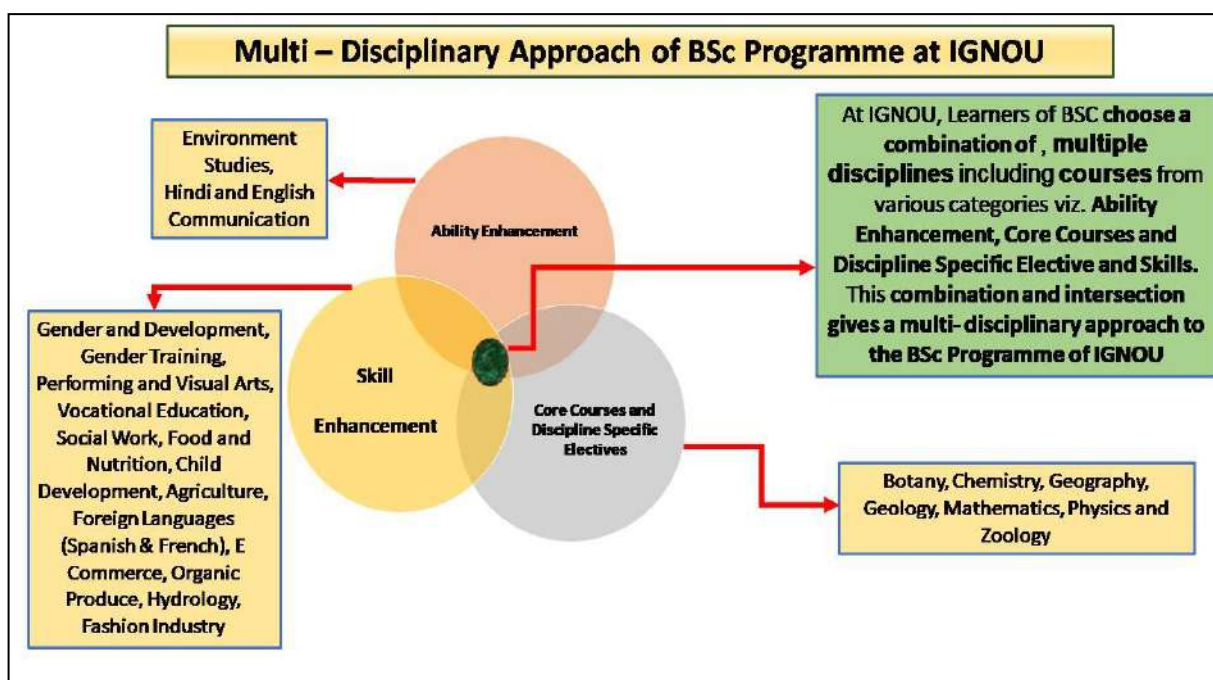 Multi – Disciplinary Approach of BSc Programme at IGNOU
Environment
Studies,
Hindi and English
Communication
Ability Enhancement
At IGNOU, Learners of BSC choose a
combination of , multiple
disciplines including courses from
various categories viz. Ability
Enhancement, Core Courses and
Discipline Specific Elective and Skills.
This combination and intersection
gives a multi- disciplinary approach to
the BSc Programme of IGNOU
Gender and Development,
Gender Training,
Performing and Visual Arts,
Vocational Education,
Social Work, Food and
Nutrition, Child
Development, Agriculture,
Foreign Languages
(Spanish & French), E
Commerce, Organic
Produce, Hydrology,
Fashion Industry
Skill
Enhancement
Core Courses and
Discipline Specific
Electives
Botany, Chemistry, Geography,
Geology, Mathematics, Physics and
Zoology